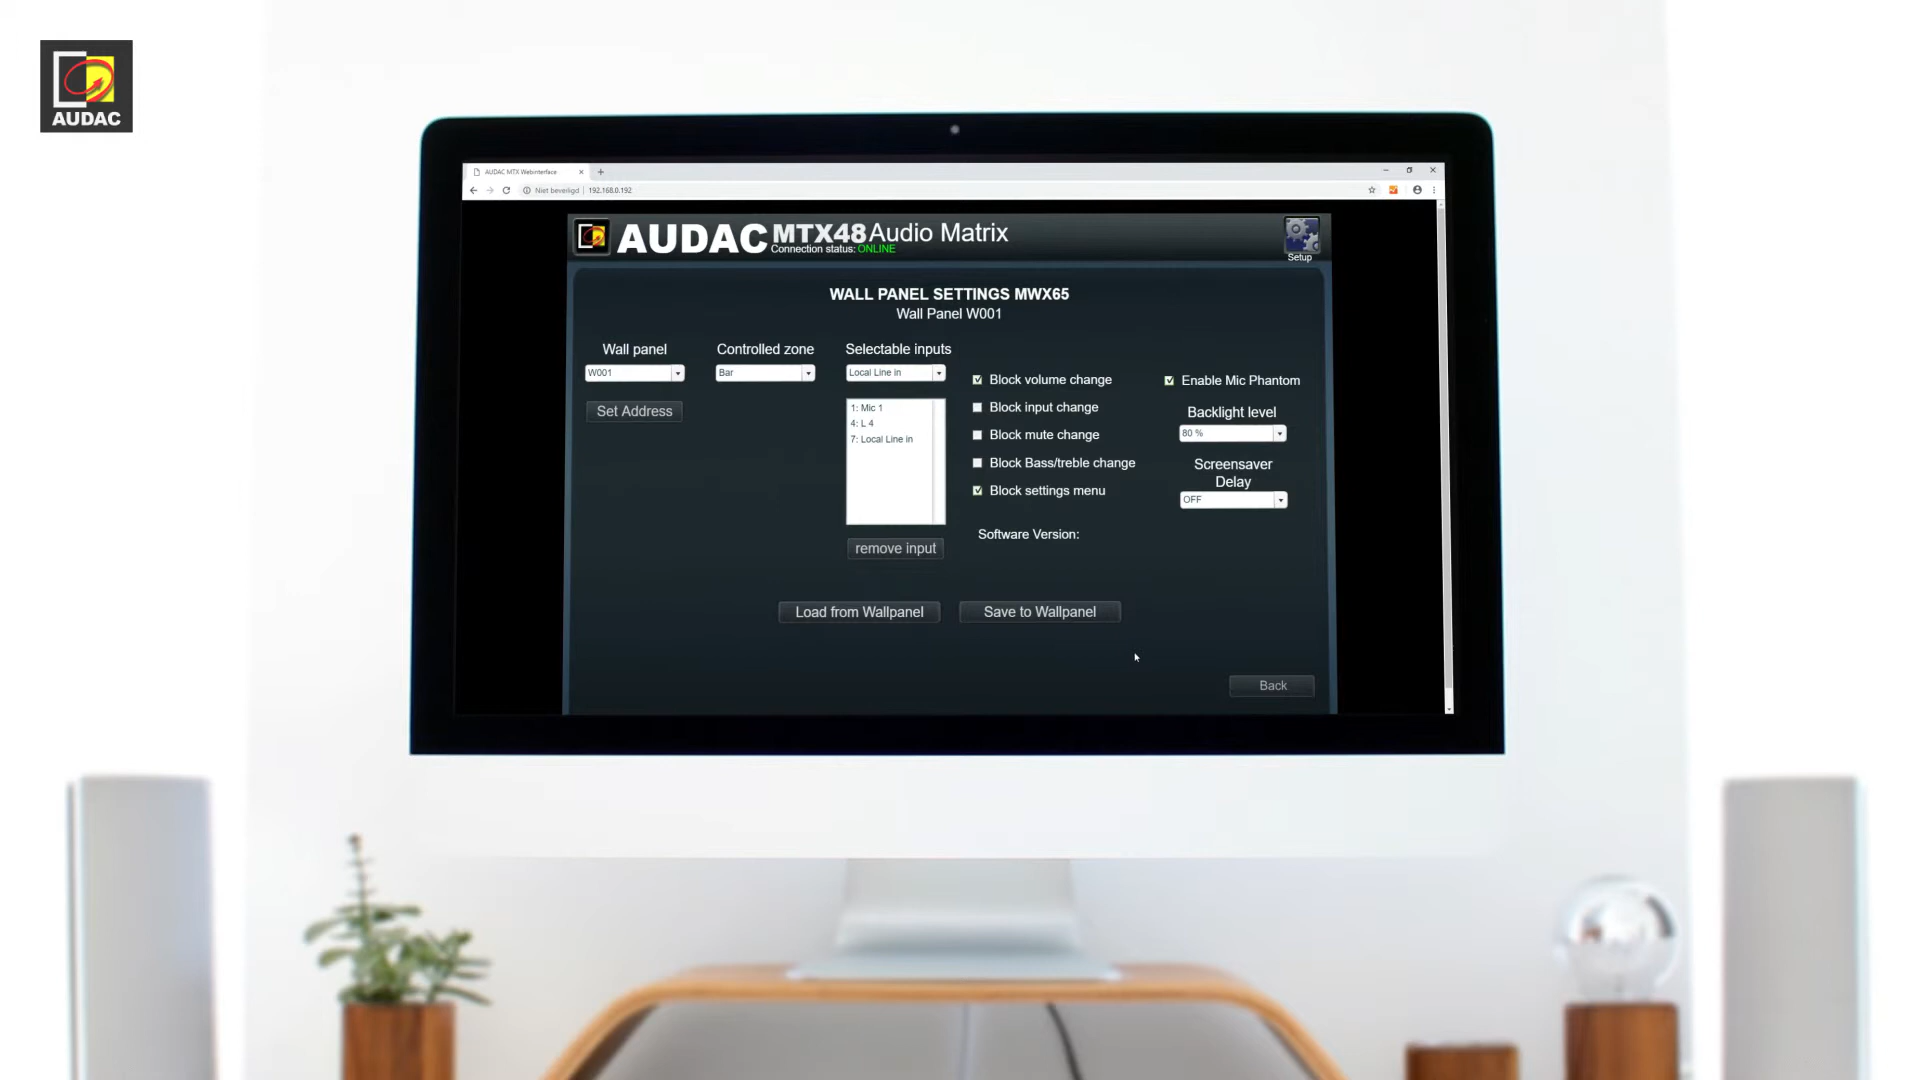 AUDAC
AUDAC MTX Webinterface
Niet beveiligd | 192.168.0.192
AUDAC MTX48 Audio Matrix
Connection status: ONLINE
Setup
WALL PANEL SETTINGS MWX65
Wall Panel W001
Wall panel
W001
Set Address
Controlled zone
Bar
Selectable inputs
Local Line in
1: Mic 1
4: L 4
7: Local Line in
remove input
Block volume change
Block input change
Block mute change
Block Bass/treble change
Block settings menu
Software Version:
Enable Mic Phantom
Backlight level
80 %
Screensaver
Delay
OFF
Load from Wallpanel
Save to Wallpanel
Back